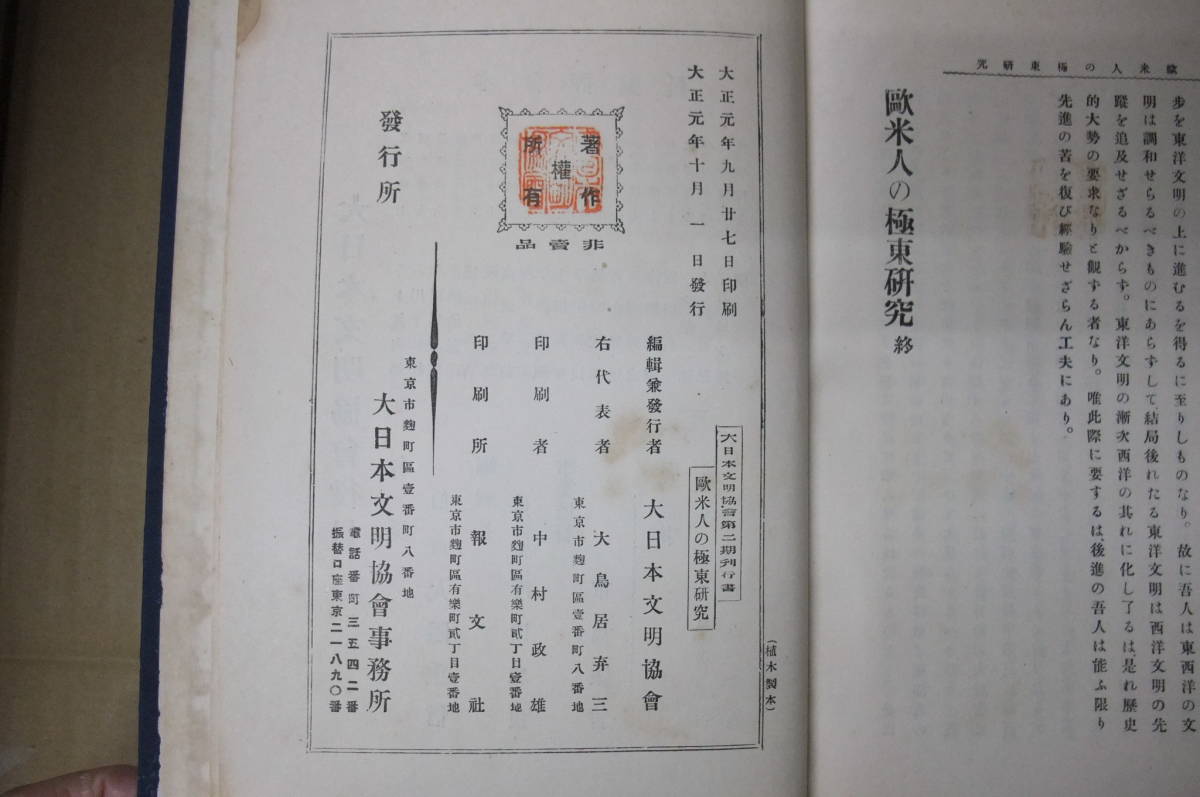 歐米人の極東研究
步を東洋文明の上に進むるを得るに至りしものなり。故に吾人は東西洋の文
明は調和せらるべきものにあらずして、結局後れたる東洋文明は西洋文明の先
蹤を追及せざるべからず。東洋文明の漸次西洋の其れに化し了るは、是れ歷史
的大勢の要求なりと觀する者なり。唯此際に要するは、後進の吾人は能ふ限り
先進の苦を復び經驗せざらん工夫にあり。
歐米人の極東硏究 終
(植木製本)
大正元年九月廿七日印刷
大正元年十月一日發行
大日本文明協會第二期刊行書
歐米人の極東研究
著作
權
所有
非賣品
編輯兼發行者 大日本文明協會
東京市麴町區壹番町八番地
右代表者 大鳥居弃三
東京市麴町區有樂町貳丁目壹番地
印刷者 中村政雄
東京市麴町區有樂町貳丁目壹番地
印刷所 報文社
發行所
東京市麴町區壹番町八番地
大日本文明協會事務所
電話番町三五四二番
振替口座東京二一八九〇番